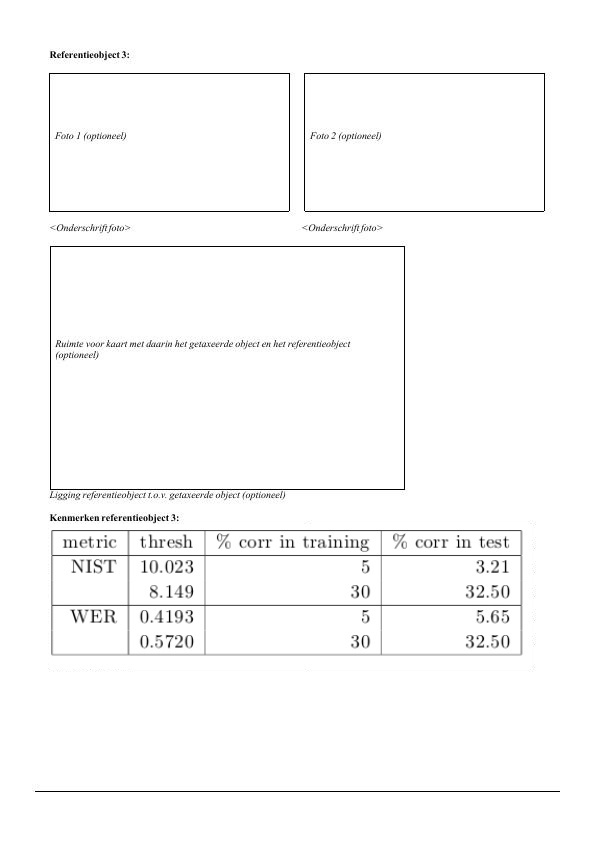 Referentieobject 3:
Foto 1 (optioneel)
Foto 2 (optioneel)
<Onderschrift foto>
<Onderschrift foto>
Ruimte voor kaart met daarin het getaxeerde object en het referentieobject
(optioneel)
Ligging referentieobject t.o.v. getaxeerde object (optioneel)
Kenmerken referentieobject 3:
metric thresh % corr in training % corr in test
NIST 10.023 5 3.21
8.149 30 32.50
WER 0.4193 5 5.65
0.5720 30 32.50